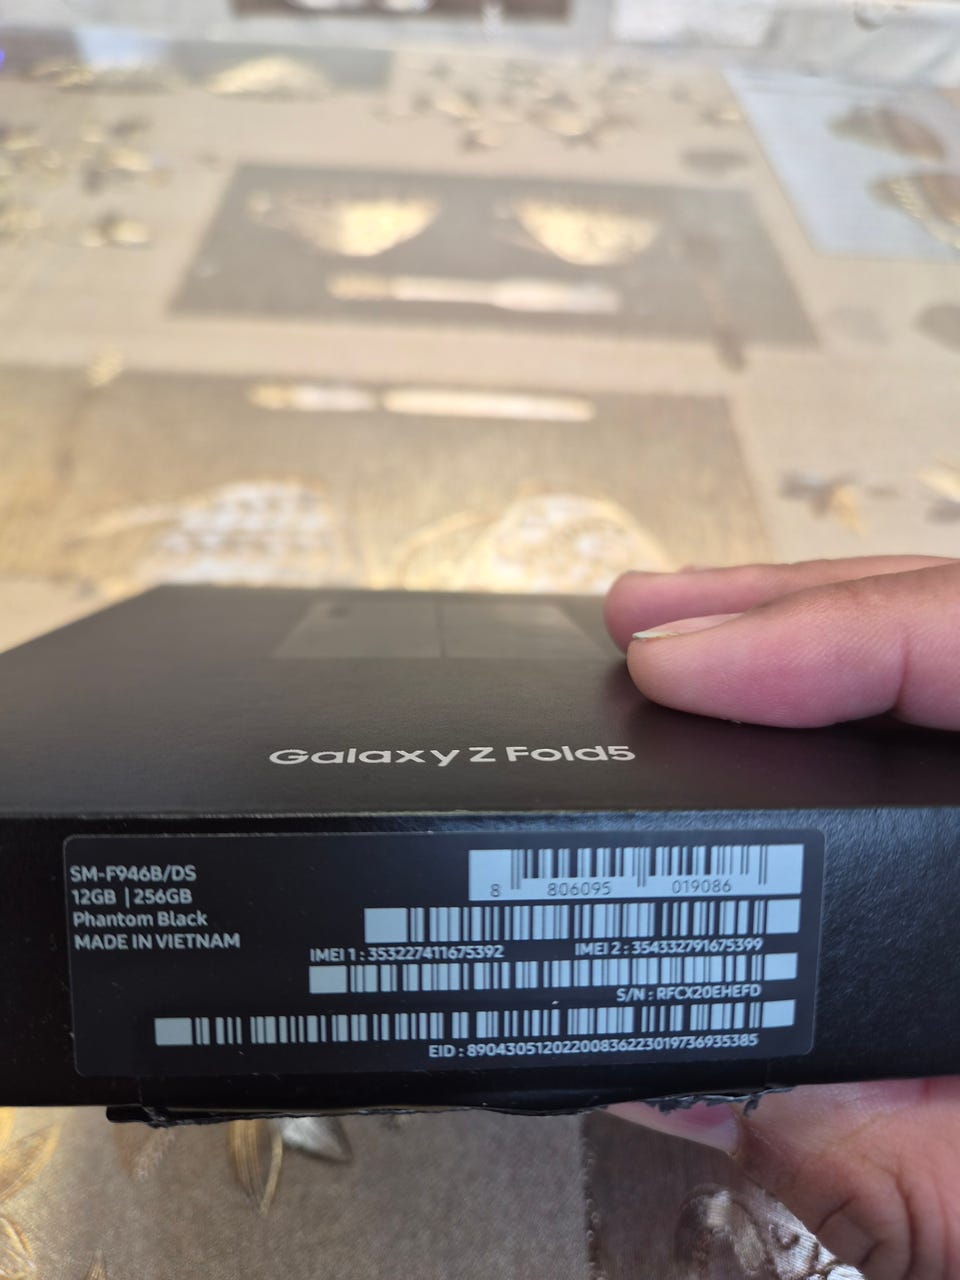 Galaxy Z Fold5
SM-F946B/DS
12GB | 256GB
Phantom Black
MADE IN VIETNAM
8 806095 019086
IMEI 1 : 353227411675392 IMEI 2 : 354332791675399
S/N : RFCX20EHEFD
EID : 89043051202200836223019736935385